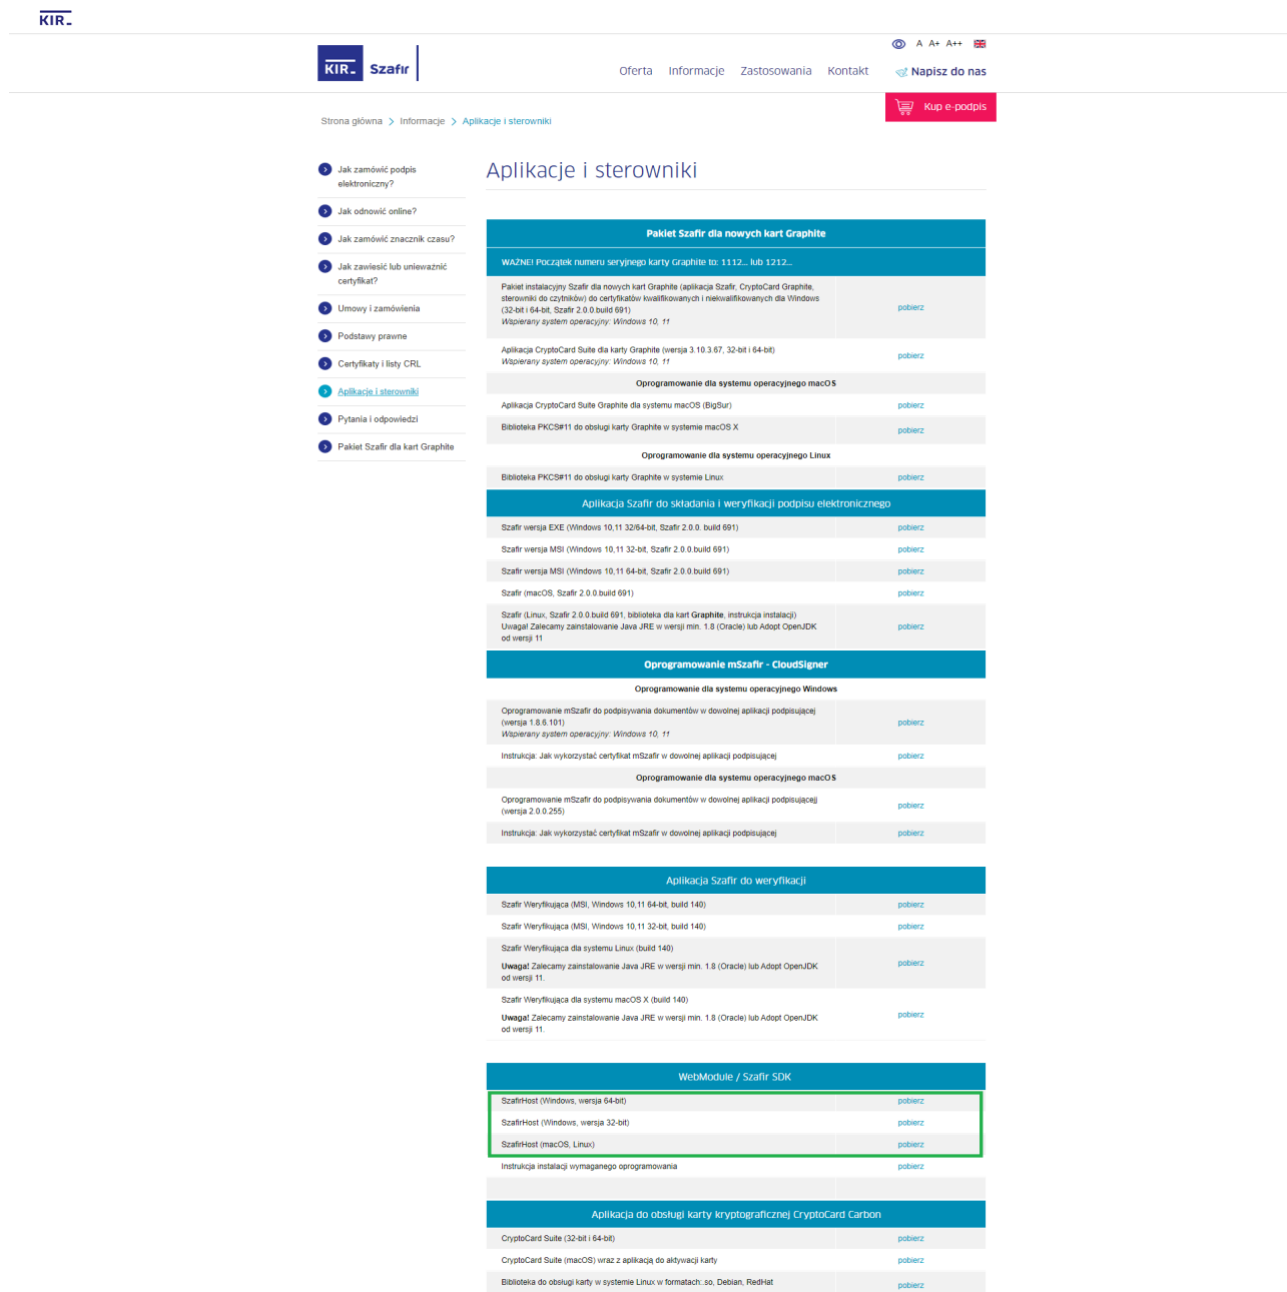 KIR
A A+ A++
KIR Szafir
Oferta Informacje Zastosowania Kontakt Napisz do nas
Kup e-podpis
Strona główna > Informacje > Aplikacje i sterowniki
Jak zamówić podpis
elektroniczny?
Jak odnowić online?
Jak zamówić znacznik czasu?
Jak zawiesić lub unieważnić
certyfikat?
Umowy i zamówienia
Podstawy prawne
Certyfikaty i listy CRL
Aplikacje i sterowniki
Pytania i odpowiedzi
Pakiet Szafir dla kart Graphite
Aplikacje i sterowniki
Pakiet Szafir dla nowych kart Graphite
WAŻNE! Początek numeru seryjnego karty Graphite to: 1112... lub 1212...
Pakiet instalacyjny Szafir dla nowych kart Graphite (aplikacja Szafir, CryptoCard Graphite,
sterowniki do czytników) do certyfikatów kwalifikowanych i niekwalifikowanych dla Windows
(32-bit i 64-bit, Szafir 2.0.0.build 691)
Wspierany system operacyjny: Windows 10, 11
pobierz
Aplikacja CryptoCard Suite dla karty Graphite (wersja 3.10.3.67, 32-bit i 64-bit)
Wspierany system operacyjny: Windows 10, 11
pobierz
Oprogramowanie dla systemu operacyjnego macOS
Aplikacja CryptoCard Suite Graphite dla systemu macOS (BigSur) pobierz
Biblioteka PKCS#11 do obsługi karty Graphite w systemie macOS X pobierz
Oprogramowanie dla systemu operacyjnego Linux
Biblioteka PKCS#11 do obsługi karty Graphite w systemie Linux pobierz
Aplikacja Szafir do składania i weryfikacji podpisu elektronicznego
Szafir wersja EXE (Windows 10,11 32/64-bit, Szafir 2.0.0. build 691) pobierz
Szafir wersja MSI (Windows 10,11 32-bit, Szafir 2.0.0.build 691) pobierz
Szafir wersja MSI (Windows 10,11 64-bit, Szafir 2.0.0.build 691) pobierz
Szafir (macOS, Szafir 2.0.0.build 691) pobierz
Szafir (Linux, Szafir 2.0.0.build 691, biblioteka dla kart Graphite, instrukcja instalacji)
Uwaga! Zalecamy zainstalowanie Java JRE w wersji min. 1.8 (Oracle) lub Adopt OpenJDK
od wersji 11
pobierz
Oprogramowanie mSzafir - CloudSigner
Oprogramowanie dla systemu operacyjnego Windows
Oprogramowanie mSzafir do podpisywania dokumentów w dowolnej aplikacji podpisującej
(wersja 1.8.6.101)
Wspierany system operacyjny: Windows 10, 11
pobierz
Instrukcja: Jak wykorzystać certyfikat mSzafir w dowolnej aplikacji podpisującej pobierz
Oprogramowanie dla systemu operacyjnego macOS
Oprogramowanie mSzafir do podpisywania dokumentów w dowolnej aplikacji podpisującejj
(wersja 2.0.0.255)
pobierz
Instrukcja: Jak wykorzystać certyfikat mSzafir w dowolnej aplikacji podpisującej pobierz
Aplikacja Szafir do weryfikacji
Szafir Weryfikująca (MSI, Windows 10,11 64-bit, build 140) pobierz
Szafir Weryfikująca (MSI, Windows 10,11 32-bit, build 140) pobierz
Szafir Weryfikująca dla systemu Linux (build 140)
Uwaga! Zalecamy zainstalowanie Java JRE w wersji min. 1.8 (Oracle) lub Adopt OpenJDK
od wersji 11.
pobierz
Szafir Weryfikująca dla systemu macOS X (build 140)
Uwaga! Zalecamy zainstalowanie Java JRE w wersji min. 1.8 (Oracle) lub Adopt OpenJDK
od wersji 11.
pobierz
WebModule / Szafir SDK
SzafirHost (Windows, wersja 64-bit) pobierz
SzafirHost (Windows, wersja 32-bit) pobierz
SzafirHost (macOS, Linux) pobierz
Instrukcja instalacji wymaganego oprogramowania pobierz
Aplikacja do obsługi karty kryptograficznej CryptoCard Carbon
CryptoCard Suite (32-bit i 64-bit) pobierz
CryptoCard Suite (macOS) wraz z aplikacją do aktywacji karty pobierz
Biblioteka do obsługi karty w systemie Linux w formatach:.so, Debian, RedHat pobierz